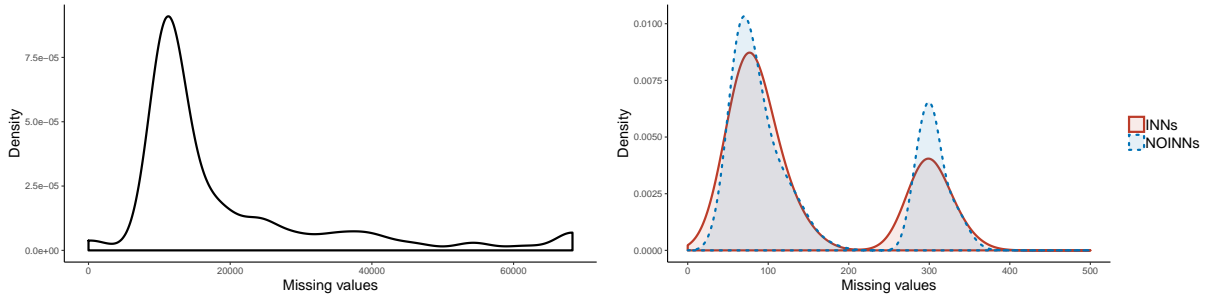 Density
7.5e−05
5.0e−05
2.5e−05
0.0e+00
0
20000
40000
60000
Missing values
Density
0.0100
0.0075
0.0050
0.0025
0.0000
0
100
200
300
400
500
Missing values
INNs
NOINNs